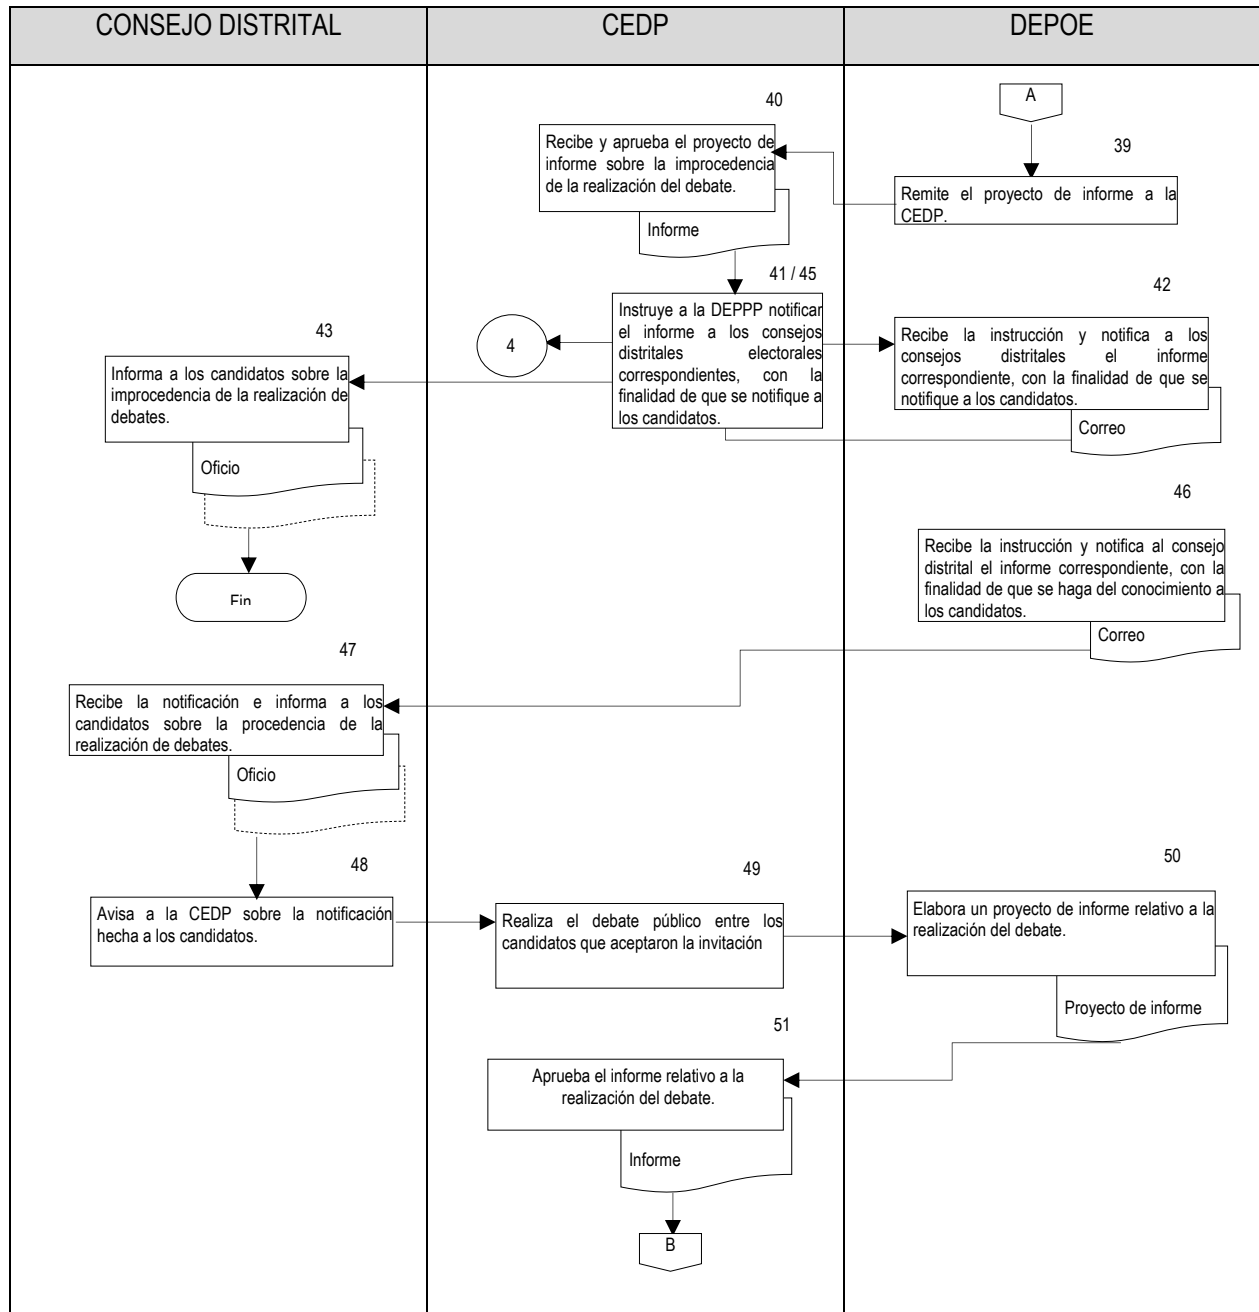 CONSEJO DISTRITAL
CEDP
DEPOE
A
39
Remite el proyecto de informe a la
CEDP.
40
Recibe y aprueba el proyecto de
informe sobre la improcedencia
de la realización del debate.
Informe
41 / 45
Instruye a la DEPPP notificar
el informe a los consejos
distritales electorales
correspondientes, con la
finalidad de que se notifique a
los candidatos.
4
42
Recibe la instrucción y notifica a los
consejos distritales el informe
correspondiente, con la finalidad de que se
notifique a los candidatos.
Correo
43
Informa a los candidatos sobre la
improcedencia de la realización de
debates.
Oficio
Fin
46
Recibe la instrucción y notifica al consejo
distrital el informe correspondiente, con la
finalidad de que se haga del conocimiento a
los candidatos.
Correo
47
Recibe la notificación e informa a los
candidatos sobre la procedencia de la
realización de debates.
Oficio
48
Avisa a la CEDP sobre la notificación
hecha a los candidatos.
49
Realiza el debate público entre los
candidatos que aceptaron la invitación
50
Elabora un proyecto de informe relativo a la
realización del debate.
Proyecto de informe
51
Aprueba el informe relativo a la
realización del debate.
Informe
B